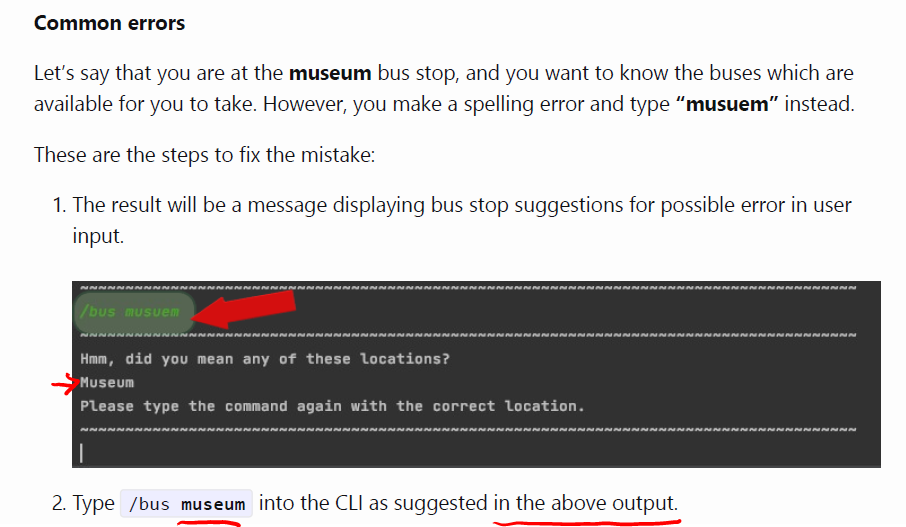 Common errors
Let’s say that you are at the museum bus stop, and you want to know the buses which are
available for you to take. However, you make a spelling error and type “musuem” instead.
These are the steps to fix the mistake:
1. The result will be a message displaying bus stop suggestions for possible error in user
input.
~~~~~~~~~~~~~~~~~~~~~~~~~~~~~~~~~~~~~~~~~~~~~~~~~~~~~~~~~~~~~~~~~~~~~~~~~~~~~~~~~~~~~~~~
/bus musuem
~~~~~~~~~~~~~~~~~~~~~~~~~~~~~~~~~~~~~~~~~~~~~~~~~~~~~~~~~~~~~~~~~~~~~~~~~~~~~~~~~~~~~~~~
Hmm, did you mean any of these locations?
Museum
Please type the command again with the correct location.
~~~~~~~~~~~~~~~~~~~~~~~~~~~~~~~~~~~~~~~~~~~~~~~~~~~~~~~~~~~~~~~~~~~~~~~~~~~~~~~~~~~~~~~~
2. Type /bus museum into the CLI as suggested in the above output.